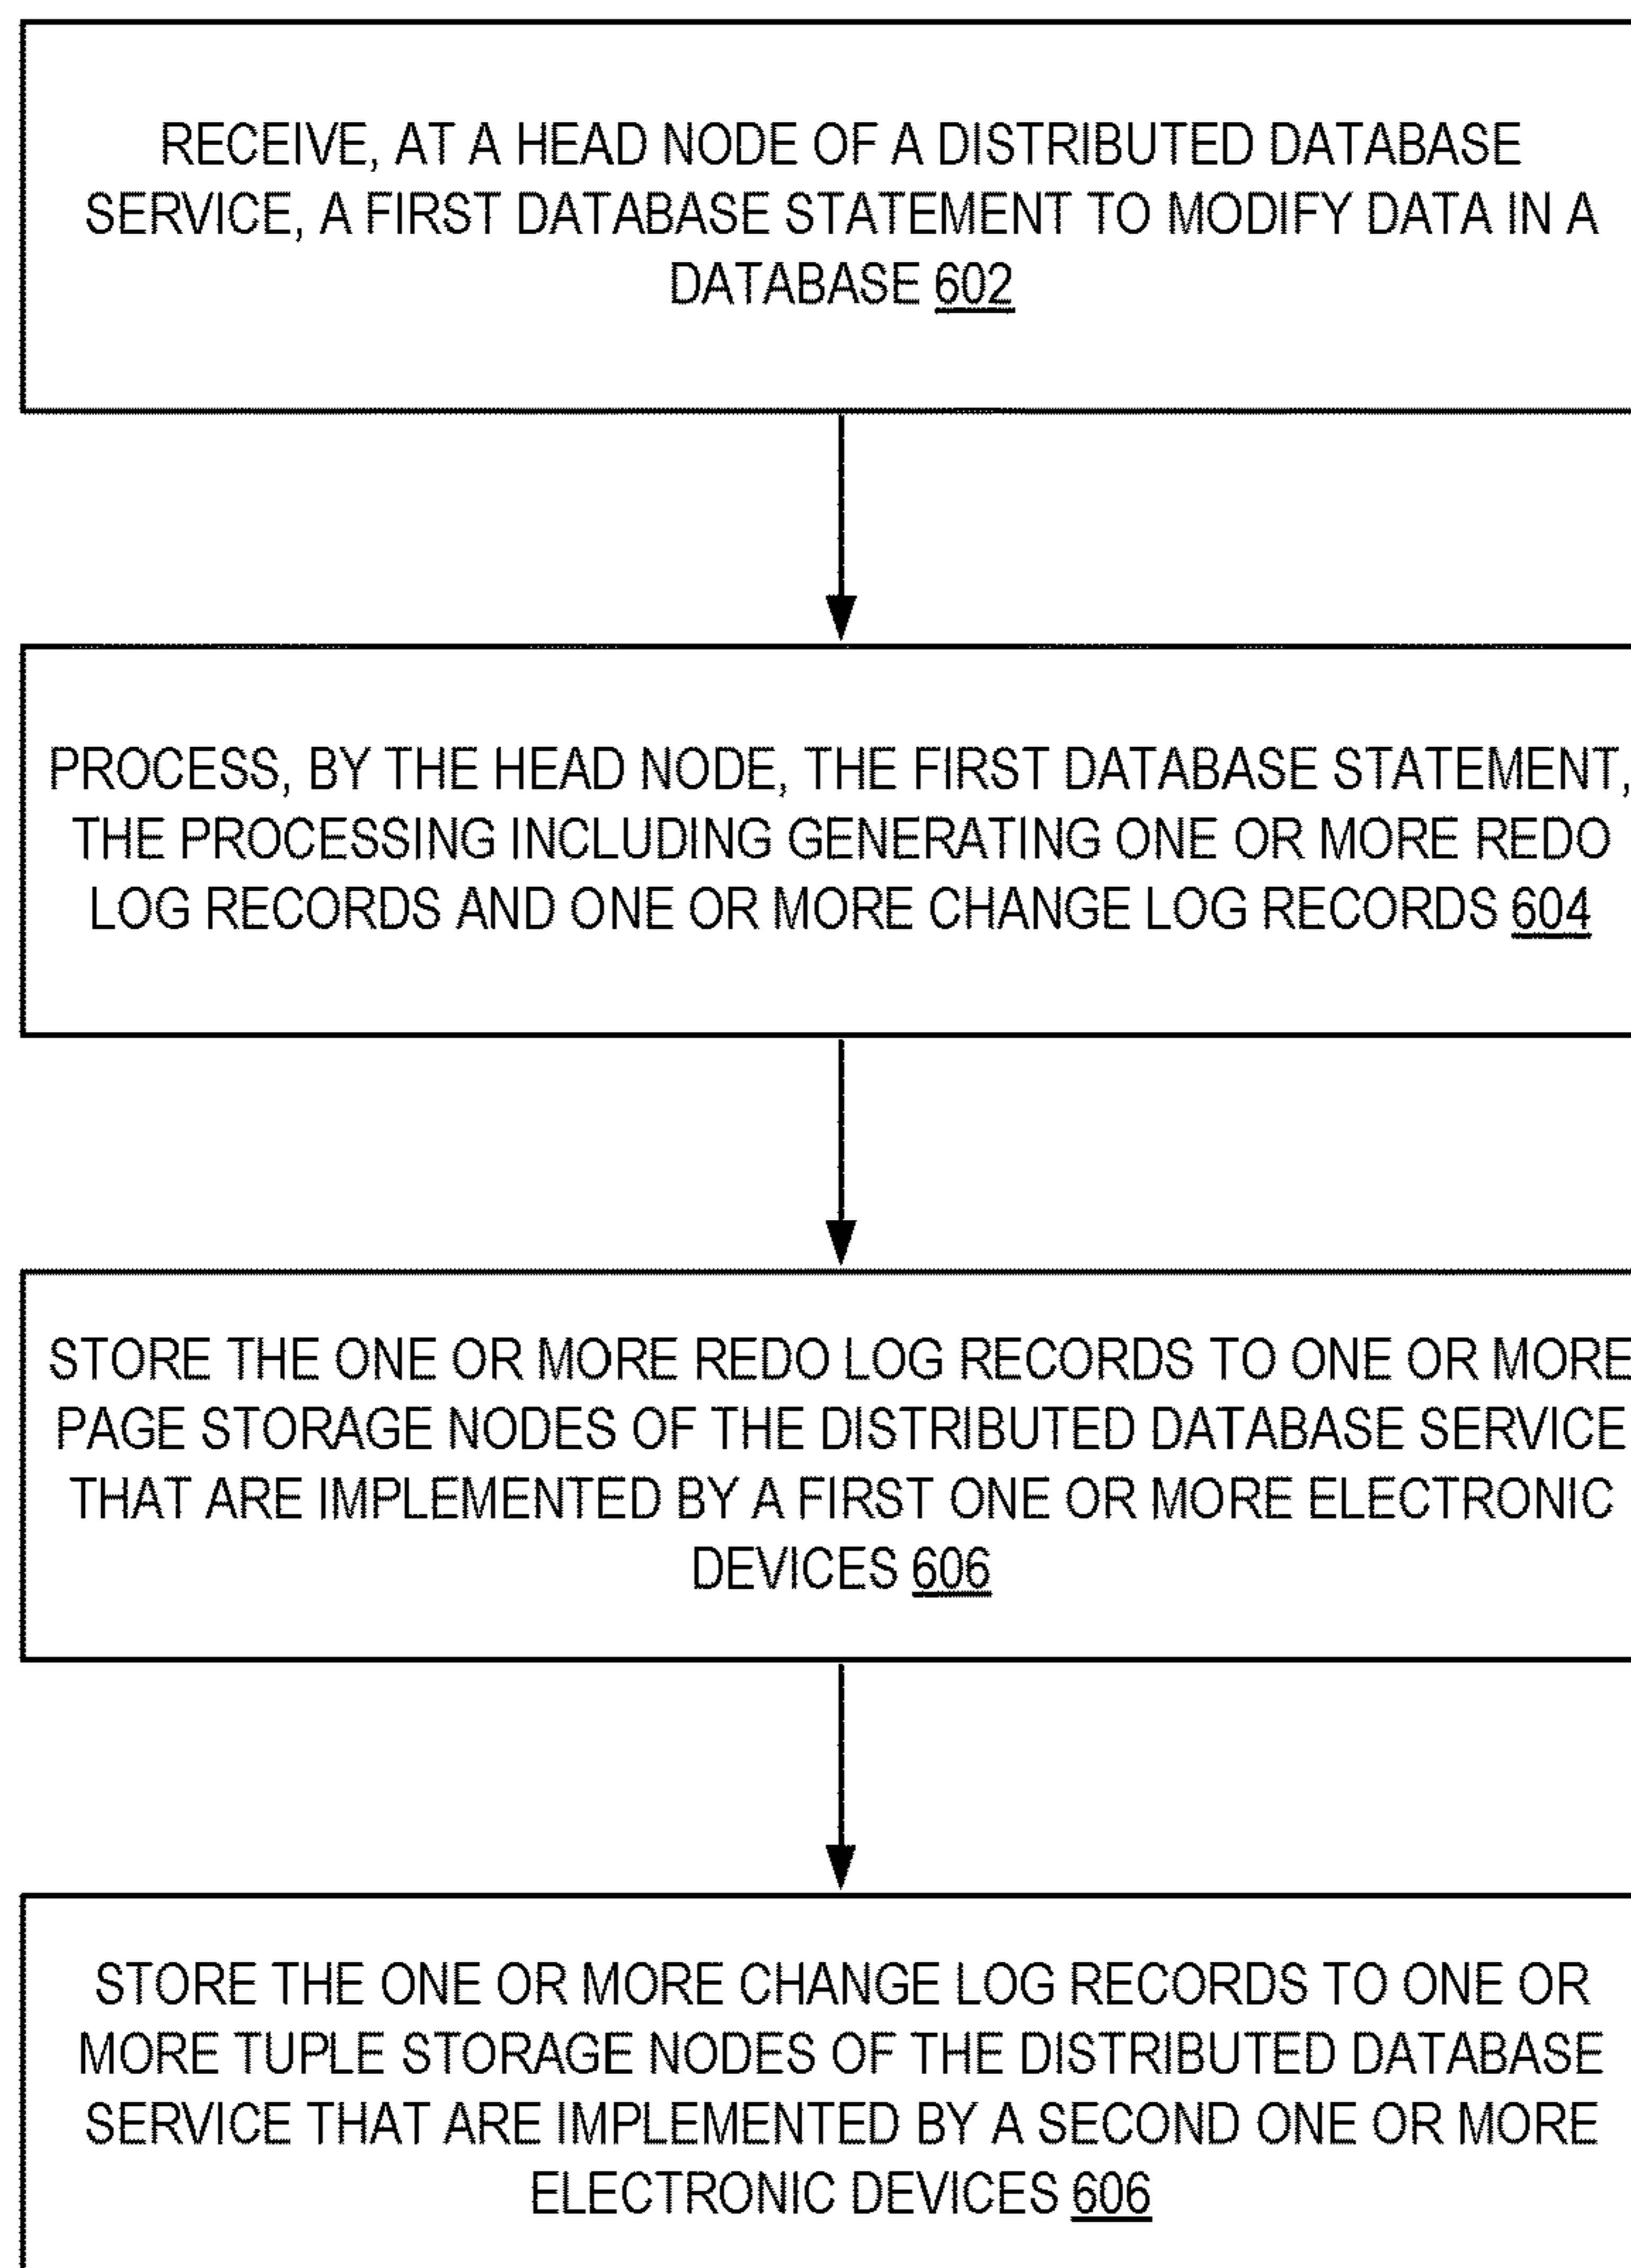 RECEIVE, AT A HEAD NODE OF A DISTRIBUTED DATABASE
SERVICE, A FIRST DATABASE STATEMENT TO MODIFY DATA IN A
DATABASE 602
PROCESS, BY THE HEAD NODE, THE FIRST DATABASE STATEMENT,
THE PROCESSING INCLUDING GENERATING ONE OR MORE REDO
LOG RECORDS AND ONE OR MORE CHANGE LOG RECORDS 604
STORE THE ONE OR MORE REDO LOG RECORDS TO ONE OR MORE
PAGE STORAGE NODES OF THE DISTRIBUTED DATABASE SERVICE
THAT ARE IMPLEMENTED BY A FIRST ONE OR MORE ELECTRONIC
DEVICES 606
STORE THE ONE OR MORE CHANGE LOG RECORDS TO ONE OR
MORE TUPLE STORAGE NODES OF THE DISTRIBUTED DATABASE
SERVICE THAT ARE IMPLEMENTED BY A SECOND ONE OR MORE
ELECTRONIC DEVICES 606